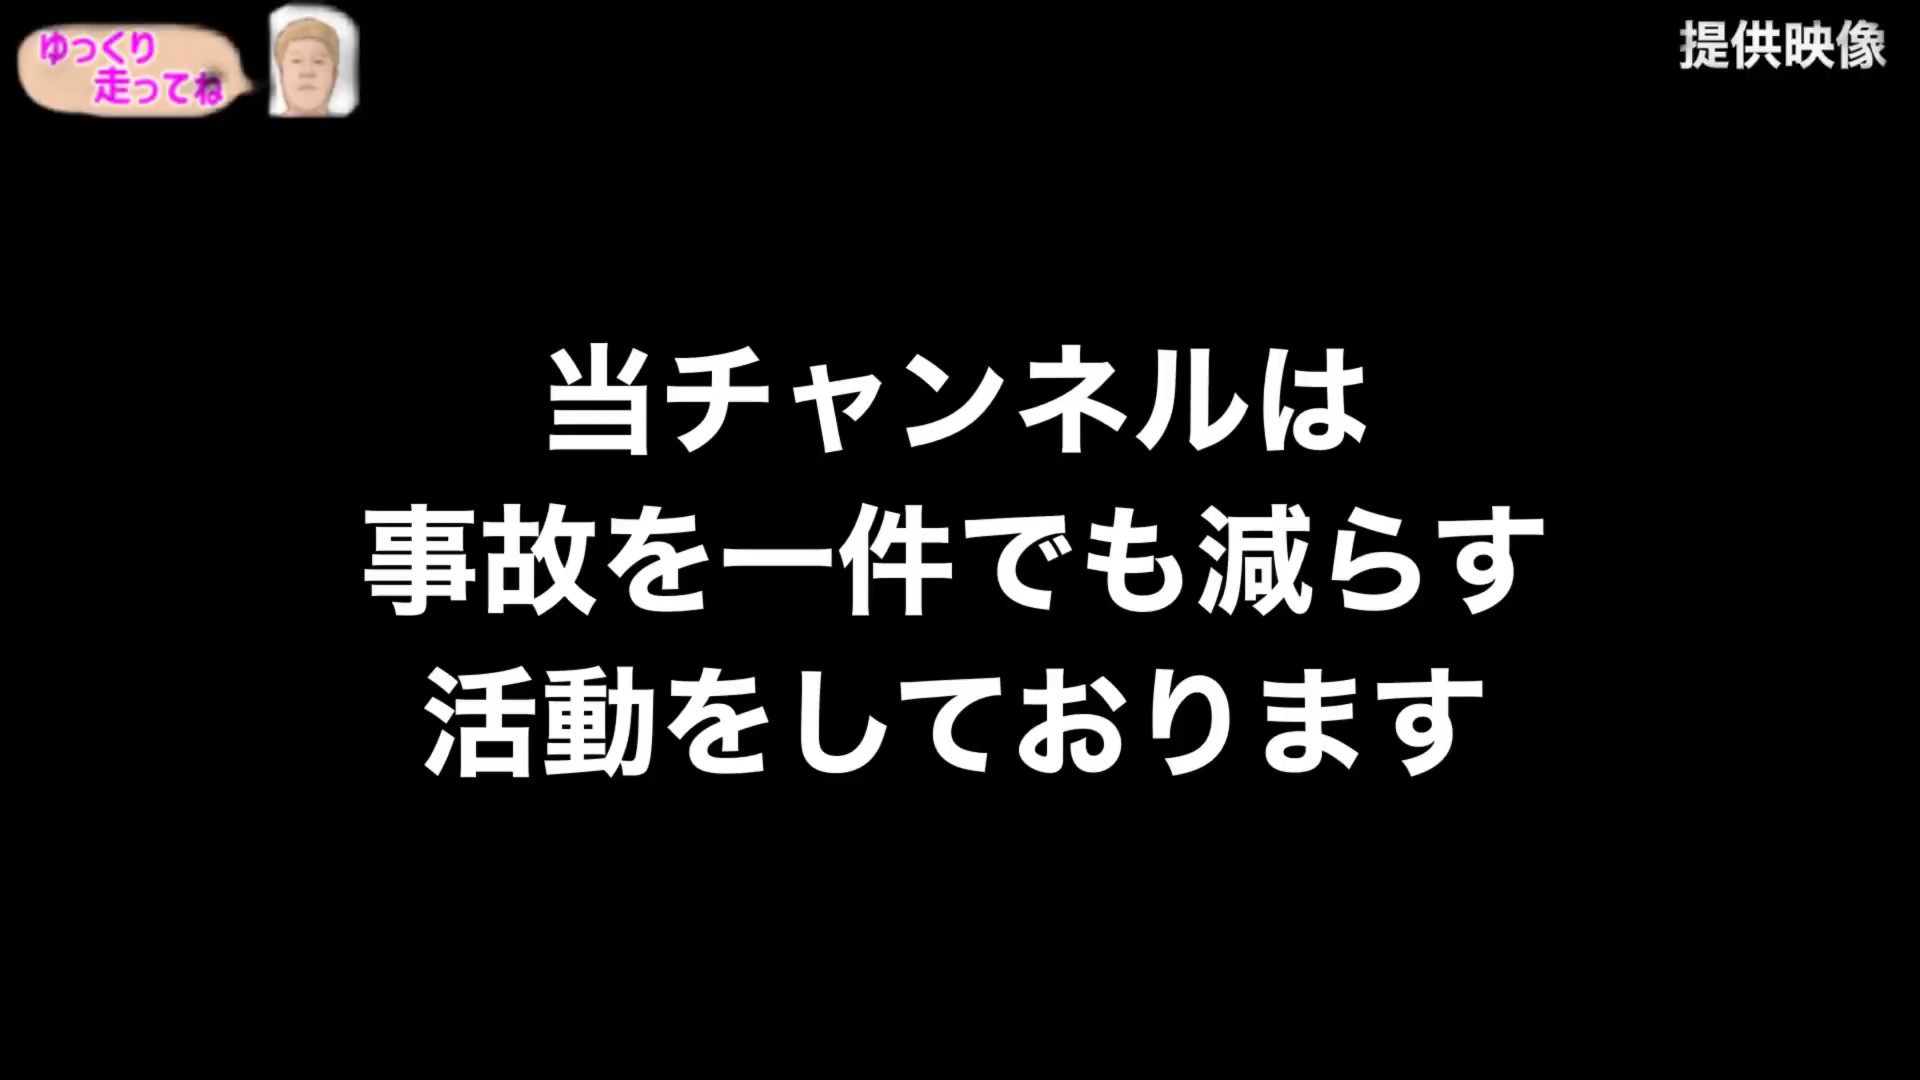 ゆっくり
走ってね
提供映像
当チャンネルは
事故を一件でも減らす
活動をしております